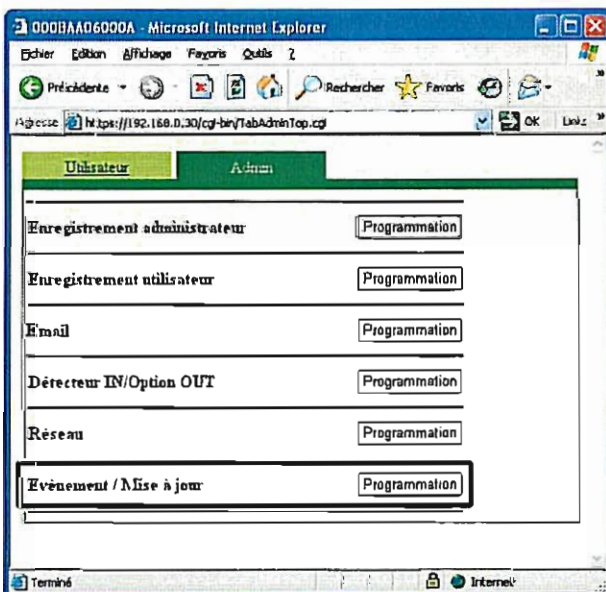 000BAA06000A - Microsoft Internet Explorer
Fichier Edition Affichage Favoris Outils ?
Précédente Rechercher Favoris
Adresse https://192.168.0.30/cgi-bin/TabAdminTop.cgi OK Links »
Utilisateur Admin
Enregistrement administrateur Programmation
Enregistrement utilisateur Programmation
Email Programmation
Détecteur IN/Option OUT Programmation
Réseau Programmation
Evènement / Mise à jour Programmation
Terminé Internet